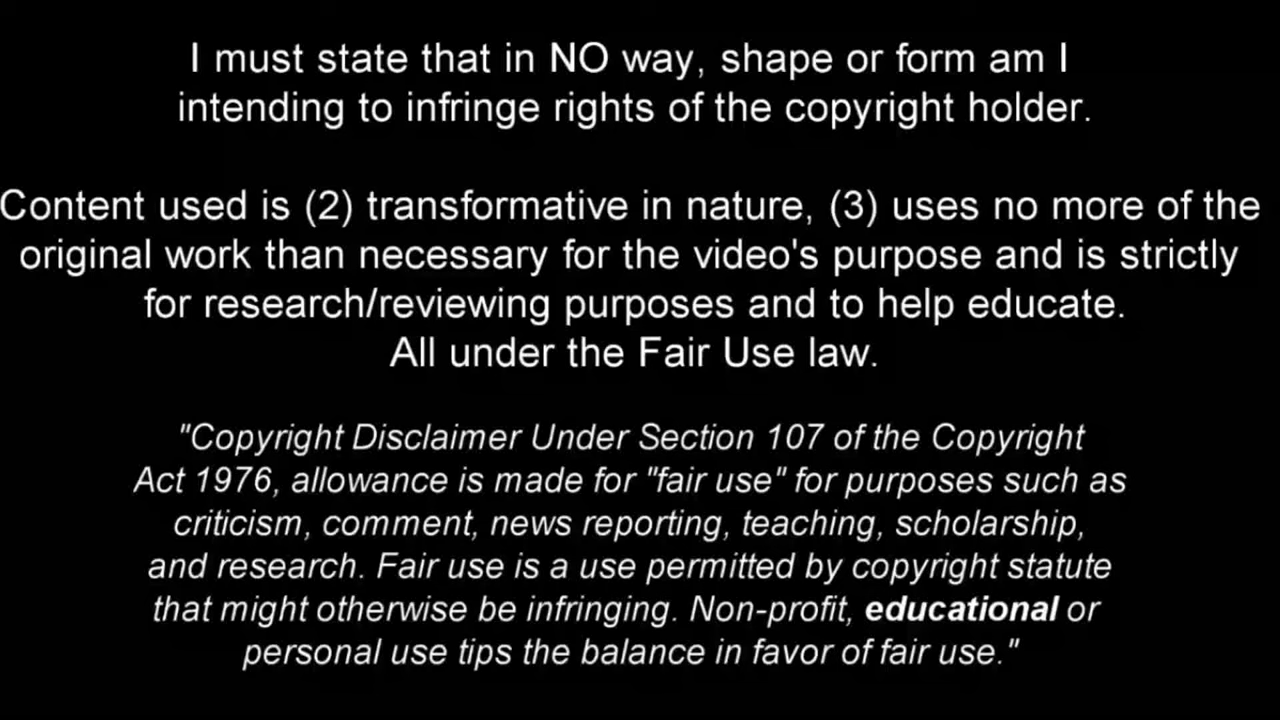 I must state that in NO way, shape or form am I
intending to infringe rights of the copyright holder.
Content used is (2) transformative in nature, (3) uses no more of the
original work than necessary for the video's purpose and is strictly
for research/reviewing purposes and to help educate.
All under the Fair Use law.
"Copyright Disclaimer Under Section 107 of the Copyright
Act 1976, allowance is made for "fair use" for purposes such as
criticism, comment, news reporting, teaching, scholarship,
and research. Fair use is a use permitted by copyright statute
that might otherwise be infringing. Non-profit, educational or
personal use tips the balance in favor of fair use."